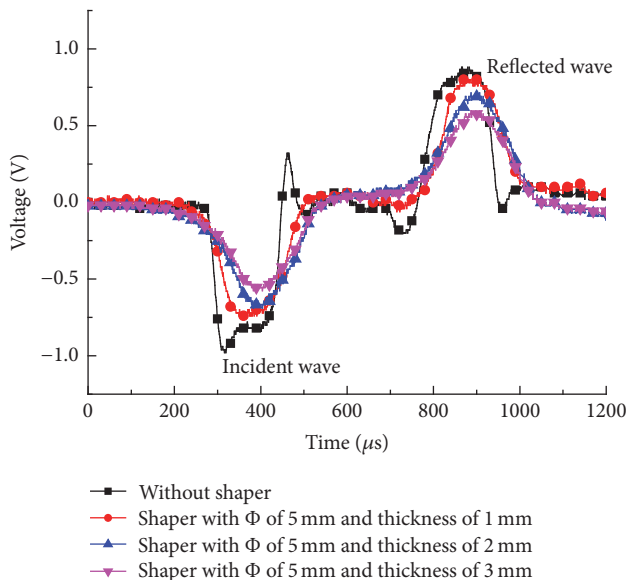 1.0
0.5
0.0
−0.5
−1.0
Voltage (V)
Reflected wave
Incident wave
0 200 400 600 800 1000 1200
Time (μs)
Without shaper
Shaper with Φ of 5 mm and thickness of 1 mm
Shaper with Φ of 5 mm and thickness of 2 mm
Shaper with Φ of 5 mm and thickness of 3 mm